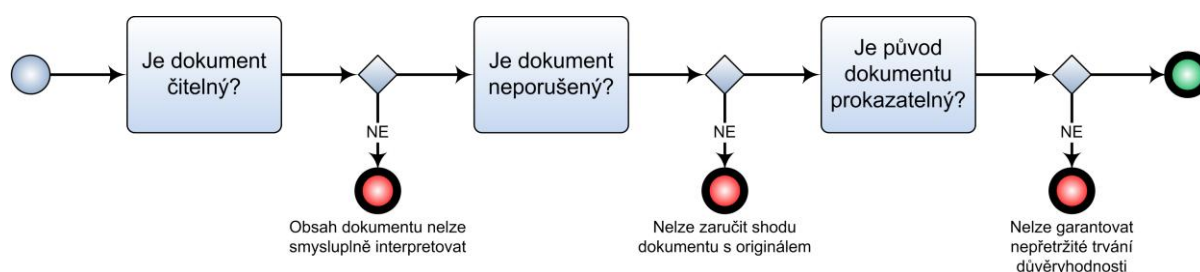 Je dokument
čitelný?
NE
Obsah dokumentu nelze
smysluplně interpretovat
Je dokument
neporušený?
NE
Nelze zaručit shodu
dokumentu s originálem
Je původ
dokumentu
prokazatelný?
NE
Nelze garantovat
nepřetržité trvání
důvěryhodnosti